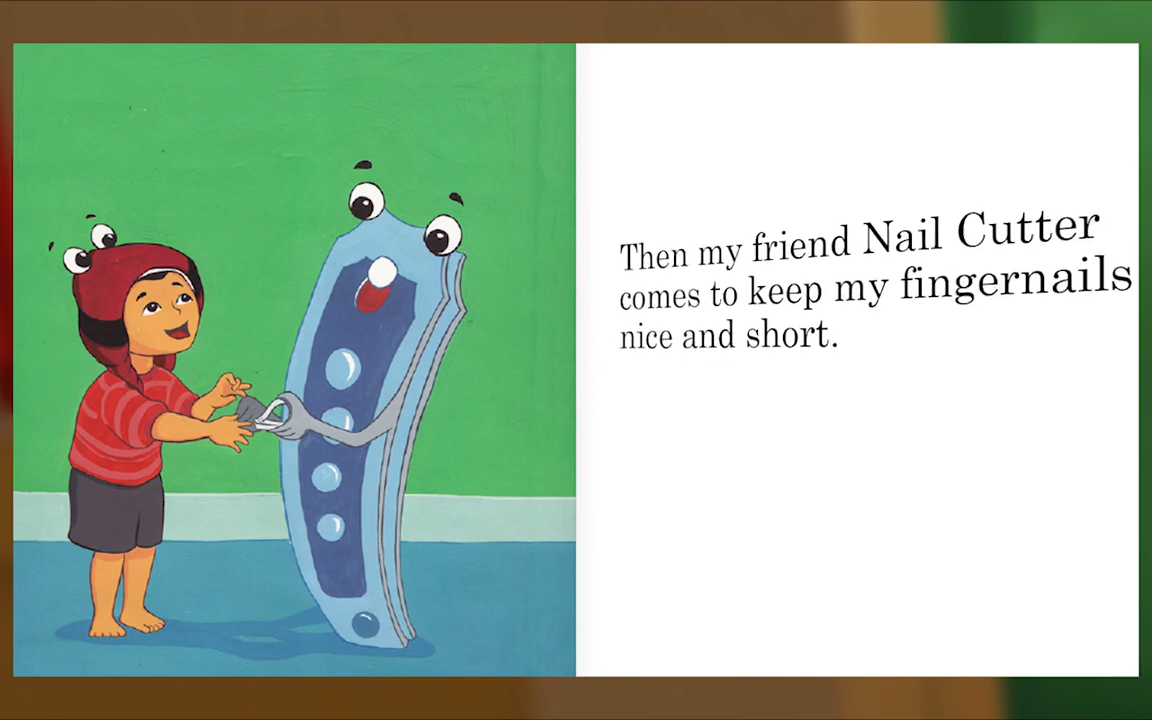 Then my friend Nail Cutter
comes to keep my fingernails
nice and short.